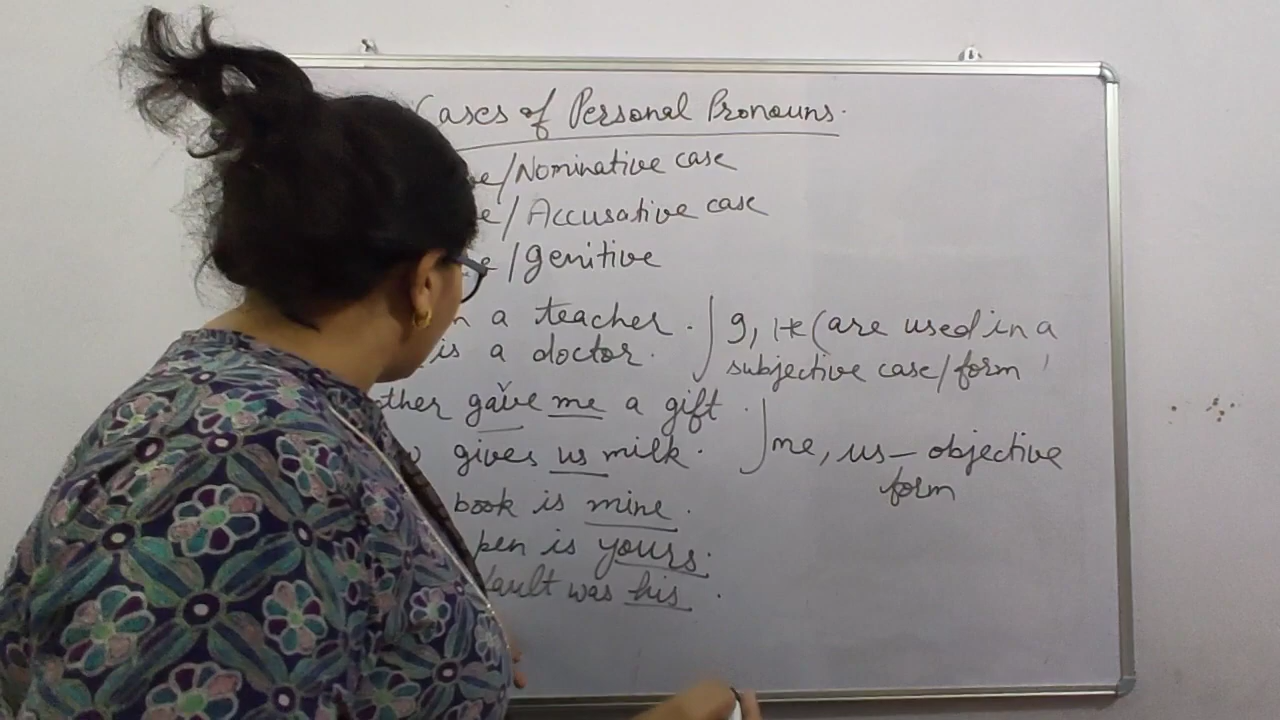 Cases of Personal Pronouns.
/Nominative case
/Accusative case
/genitive
a teacher.
is a doctor.
I, He (are used in a
subjective case/form
gave me a gift.
gives us milk.
me, us - objective
form
book is mine.
pen is yours.
was his.